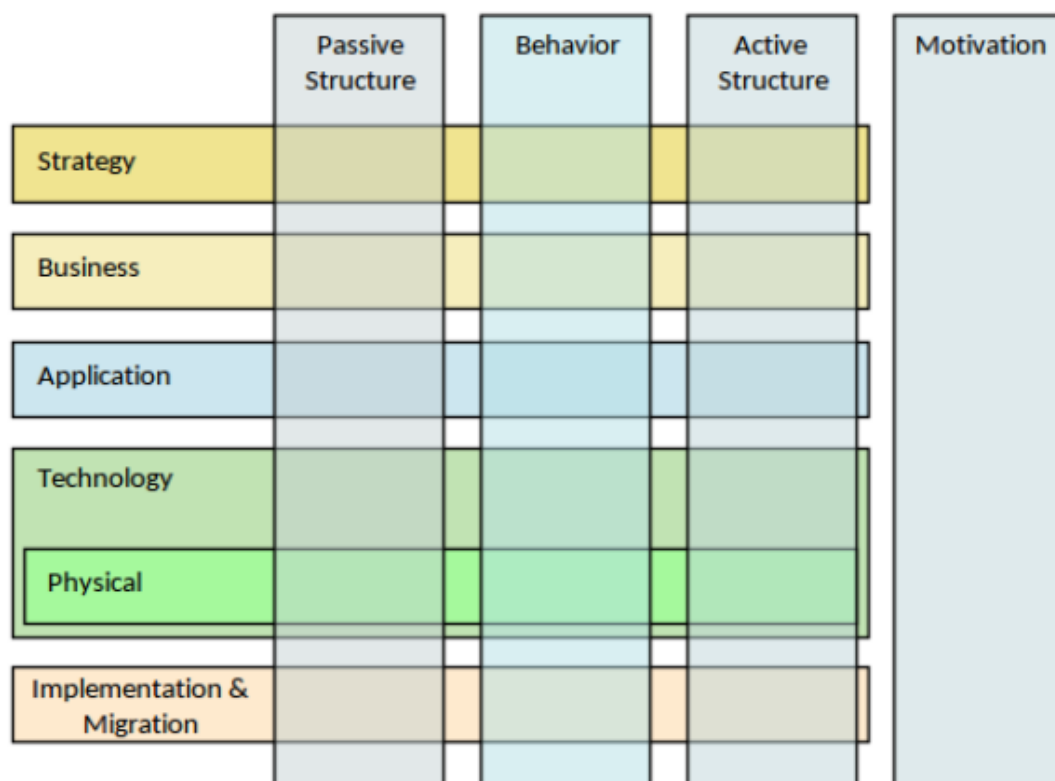 Passive
Structure
Behavior
Active
Structure
Motivation
Strategy
Business
Application
Technology
Physical
Implementation &
Migration